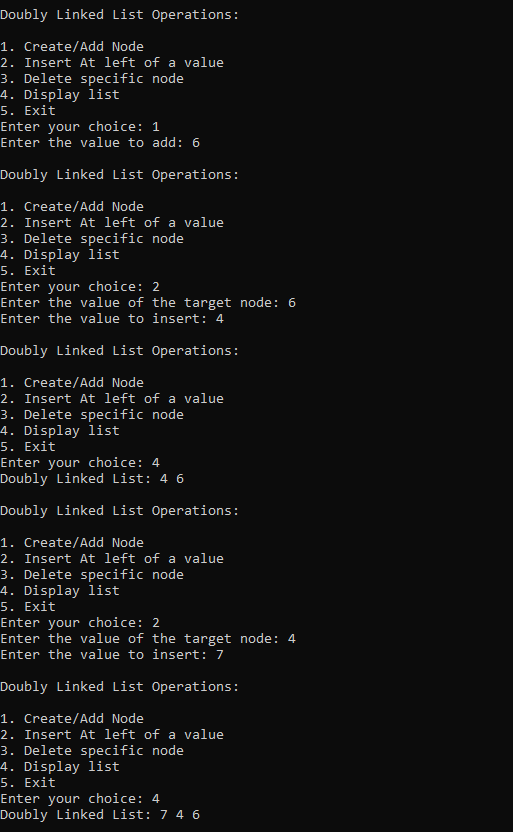 Doubly Linked List Operations:
1. Create/Add Node
2. Insert At left of a value
3. Delete specific node
4. Display list
5. Exit
Enter your choice: 1
Enter the value to add: 6
Doubly Linked List Operations:
1. Create/Add Node
2. Insert At left of a value
3. Delete specific node
4. Display list
5. Exit
Enter your choice: 2
Enter the value of the target node: 6
Enter the value to insert: 4
Doubly Linked List Operations:
1. Create/Add Node
2. Insert At left of a value
3. Delete specific node
4. Display list
5. Exit
Enter your choice: 4
Doubly Linked List: 4 6
Doubly Linked List Operations:
1. Create/Add Node
2. Insert At left of a value
3. Delete specific node
4. Display list
5. Exit
Enter your choice: 2
Enter the value of the target node: 4
Enter the value to insert: 7
Doubly Linked List Operations:
1. Create/Add Node
2. Insert At left of a value
3. Delete specific node
4. Display list
5. Exit
Enter your choice: 4
Doubly Linked List: 7 4 6